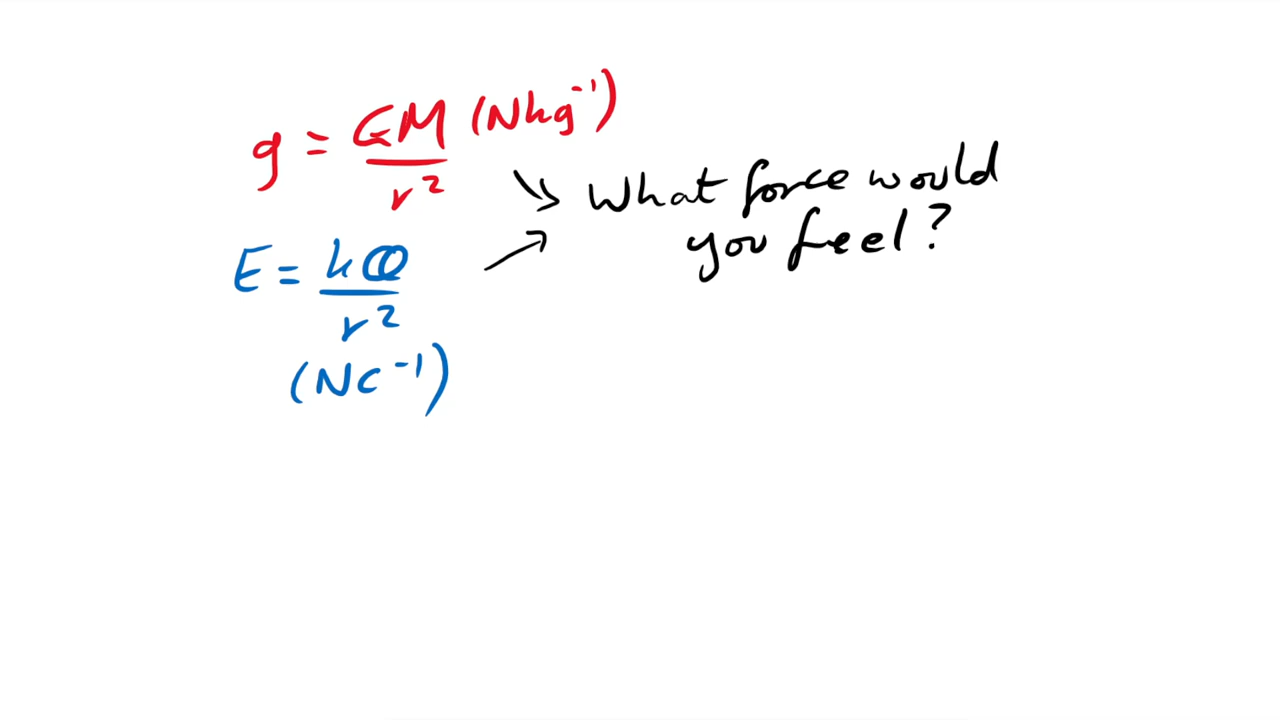 g = GM/r² (Nkg⁻¹)
What force would
you feel?
E = kQ/r²
(NC⁻¹)